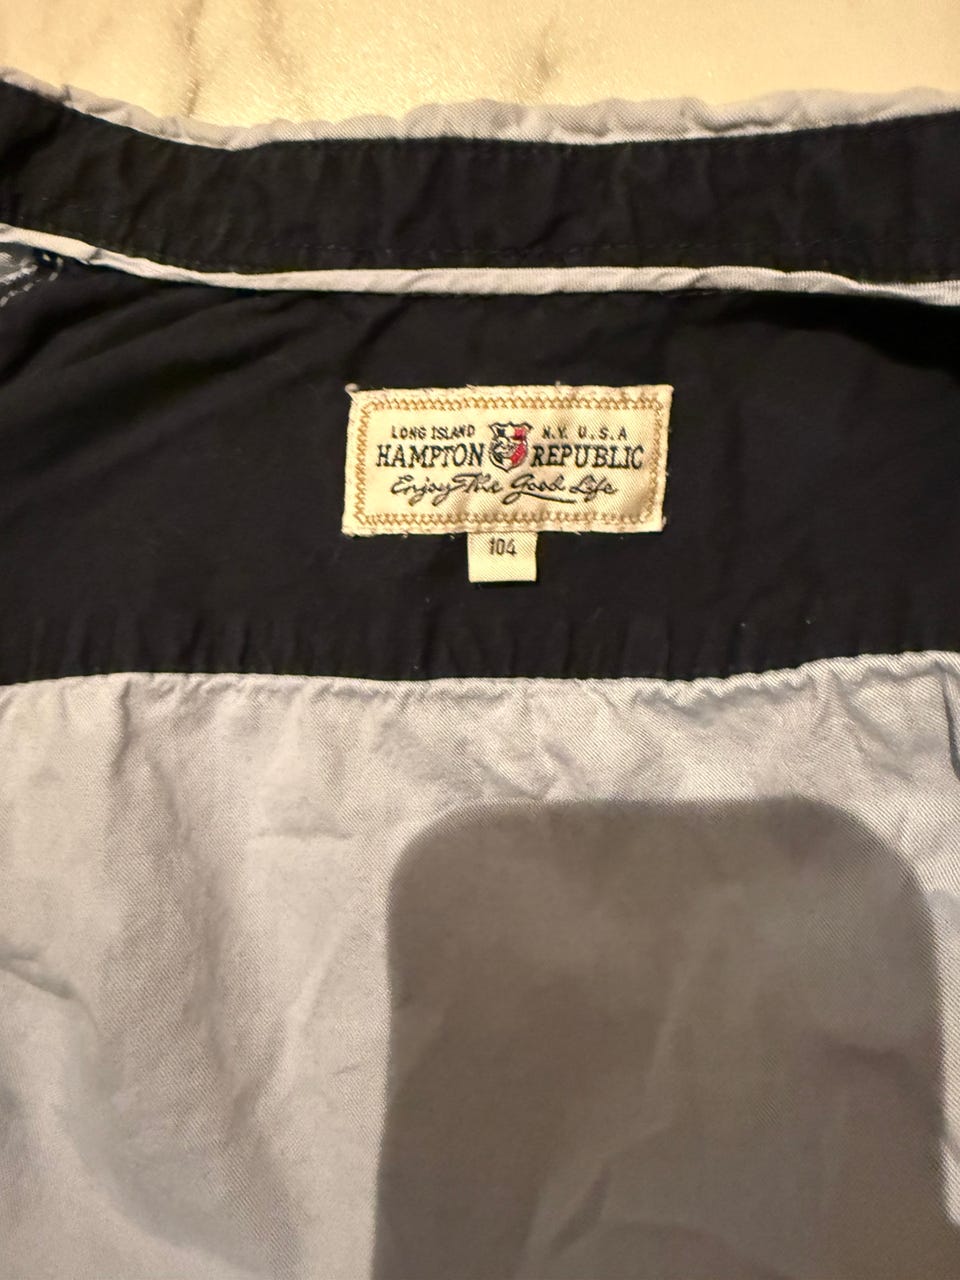 LONG ISLAND N.Y. U.S.A
HAMPTON REPUBLIC
Enjoy The Good Life
104